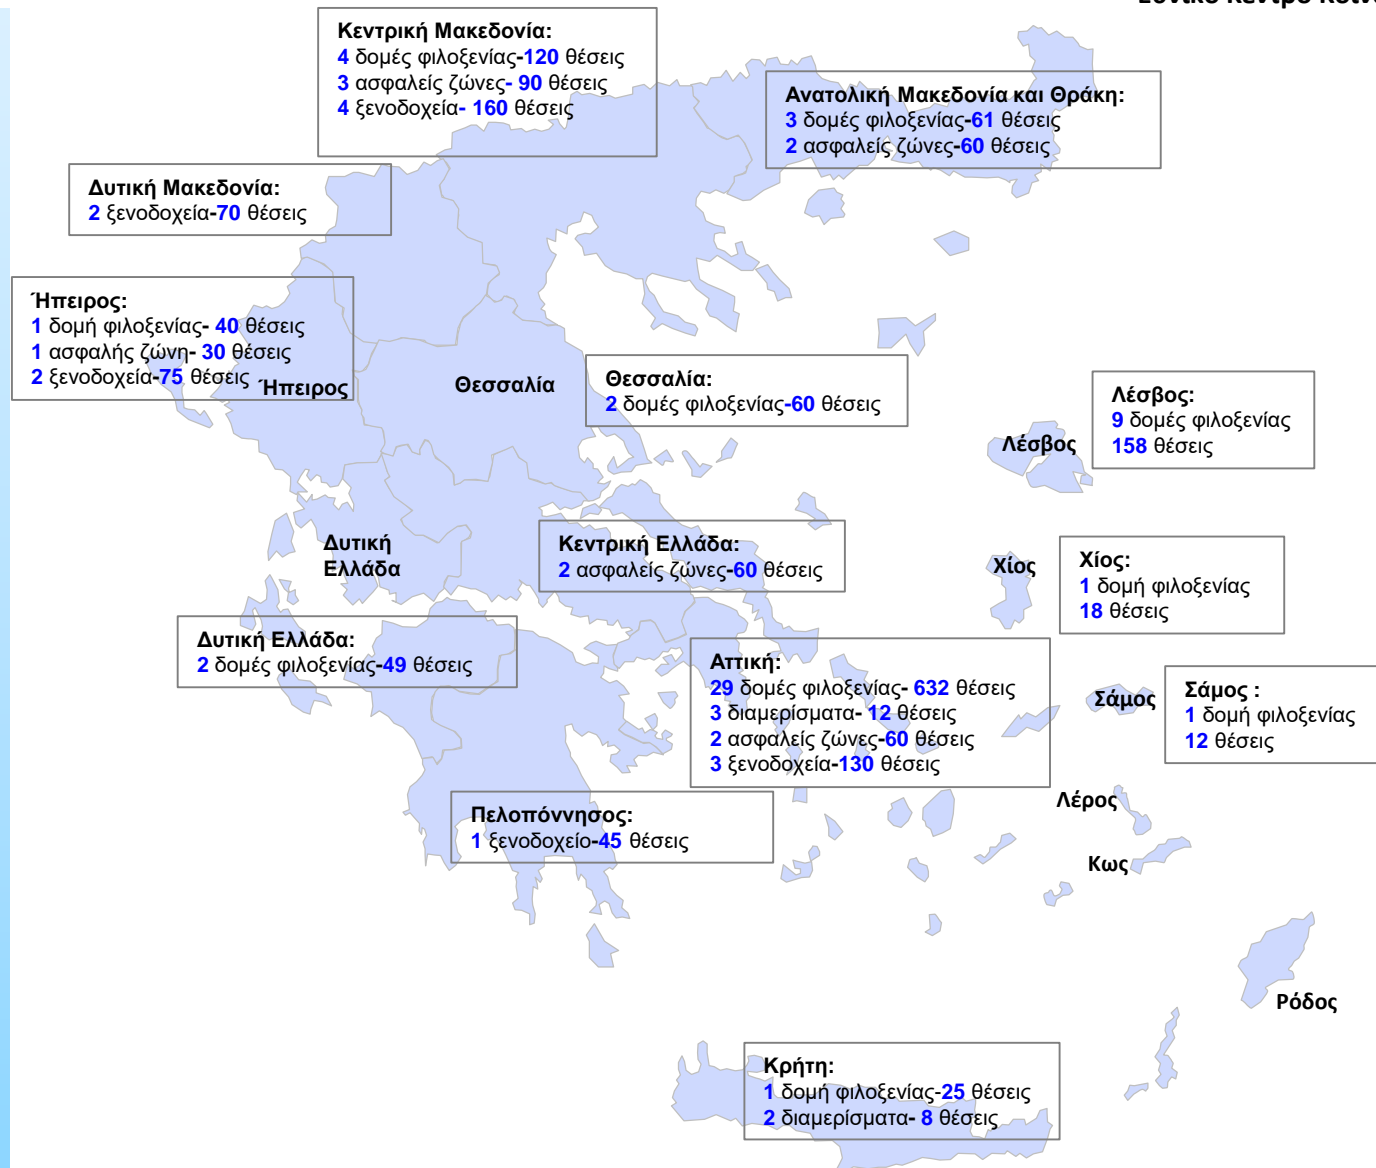 Κεντρική Μακεδονία:
4 δομές φιλοξενίας-120 θέσεις
3 ασφαλείς ζώνες- 90 θέσεις
4 ξενοδοχεία- 160 θέσεις
Ανατολική Μακεδονία και Θράκη:
3 δομές φιλοξενίας-61 θέσεις
2 ασφαλείς ζώνες-60 θέσεις
Δυτική Μακεδονία:
2 ξενοδοχεία-70 θέσεις
Ήπειρος:
1 δομή φιλοξενίας- 40 θέσεις
1 ασφαλής ζώνη- 30 θέσεις
2 ξενοδοχεία-75 θέσεις
Ήπειρος
Θεσσαλία
Θεσσαλία:
2 δομές φιλοξενίας-60 θέσεις
Λέσβος
Λέσβος:
9 δομές φιλοξενίας
158 θέσεις
Δυτική
Ελλάδα
Κεντρική Ελλάδα:
2 ασφαλείς ζώνες-60 θέσεις
Χίος
Χίος:
1 δομή φιλοξενίας
18 θέσεις
Δυτική Ελλάδα:
2 δομές φιλοξενίας-49 θέσεις
Αττική:
29 δομές φιλοξενίας- 632 θέσεις
3 διαμερίσματα- 12 θέσεις
2 ασφαλείς ζώνες-60 θέσεις
3 ξενοδοχεία-130 θέσεις
Σάμος
Σάμος :
1 δομή φιλοξενίας
12 θέσεις
Πελοπόννησος:
1 ξενοδοχείο-45 θέσεις
Λέρος
Κως
Ρόδος
Κρήτη:
1 δομή φιλοξενίας-25 θέσεις
2 διαμερίσματα- 8 θέσεις